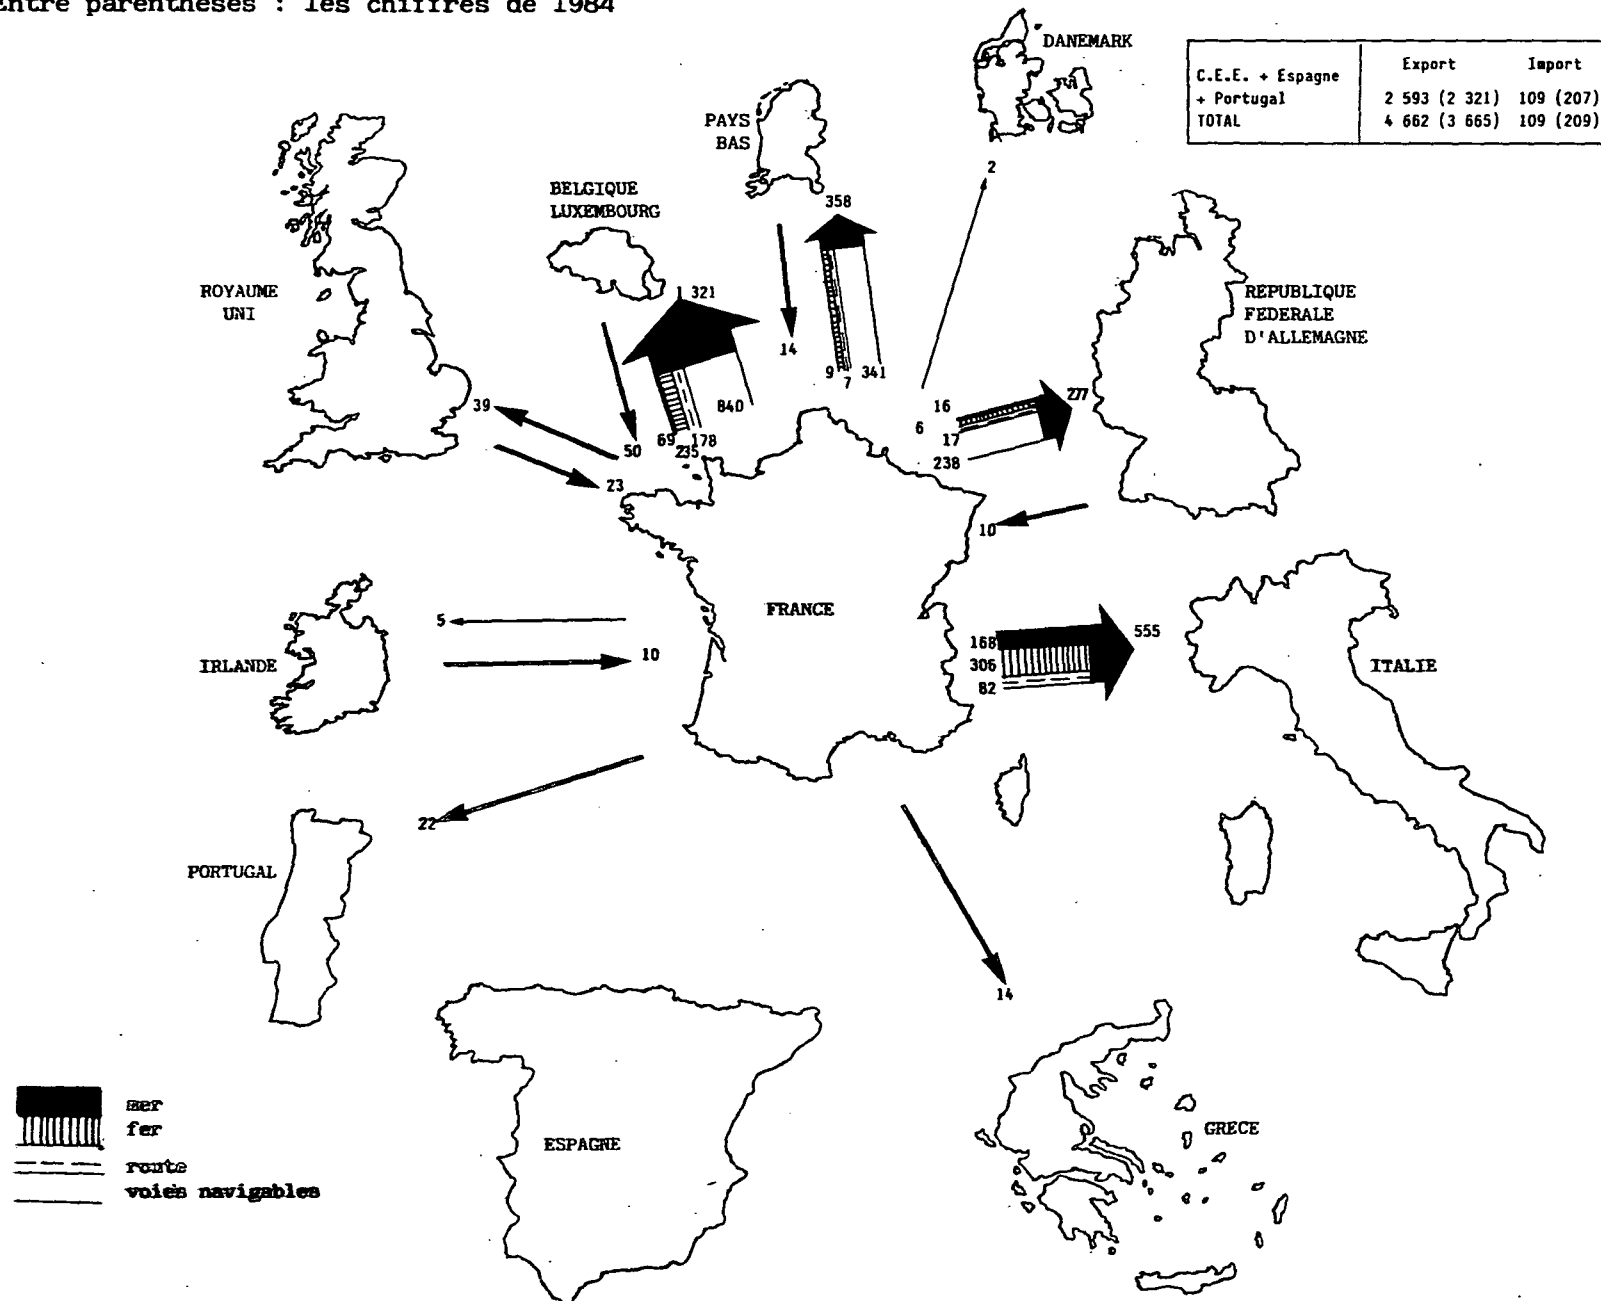 Entre parenthèses : les chiffres de 1984
DANEMARK
Export Import
C.E.E. + Espagne
+ Portugal 2 593 (2 321) 109 (207)
TOTAL 4 662 (3 665) 109 (209)
PAYS
BAS
2
BELGIQUE
LUXEMBOURG
358
ROYAUME
UNI
1 321
REPUBLIQUE
FEDERALE
D'ALLEMAGNE
14
9 7 341
39
840
16
277
6
17
69 178
50 235
238
23
10
FRANCE
5
10
168
306
82
555
IRLANDE
ITALIE
22
PORTUGAL
14
mer
fer
route
voies navigables
ESPAGNE
GRECE